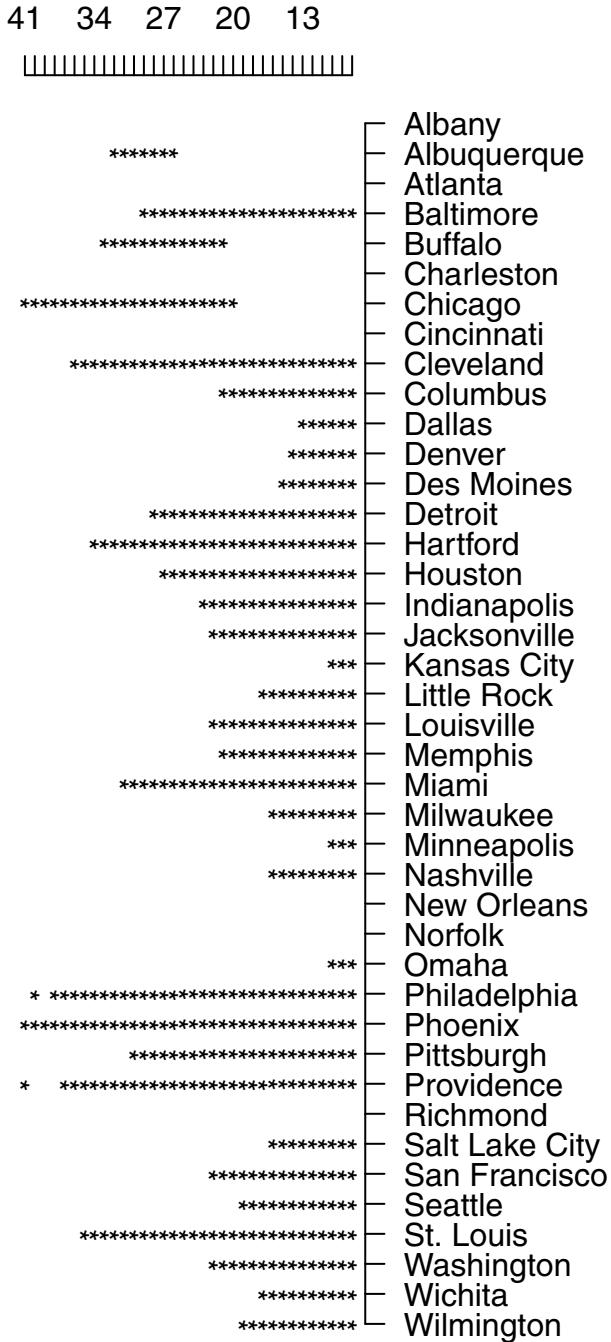 41 34 27 20 13
Albany
Albuquerque
Atlanta
Baltimore
Buffalo
Charleston
Chicago
Cincinnati
Cleveland
Columbus
Dallas
Denver
Des Moines
Detroit
Hartford
Houston
Indianapolis
Jacksonville
Kansas City
Little Rock
Louisville
Memphis
Miami
Milwaukee
Minneapolis
Nashville
New Orleans
Norfolk
Omaha
Philadelphia
Phoenix
Pittsburgh
Providence
Richmond
Salt Lake City
San Francisco
Seattle
St. Louis
Washington
Wichita
Wilmington